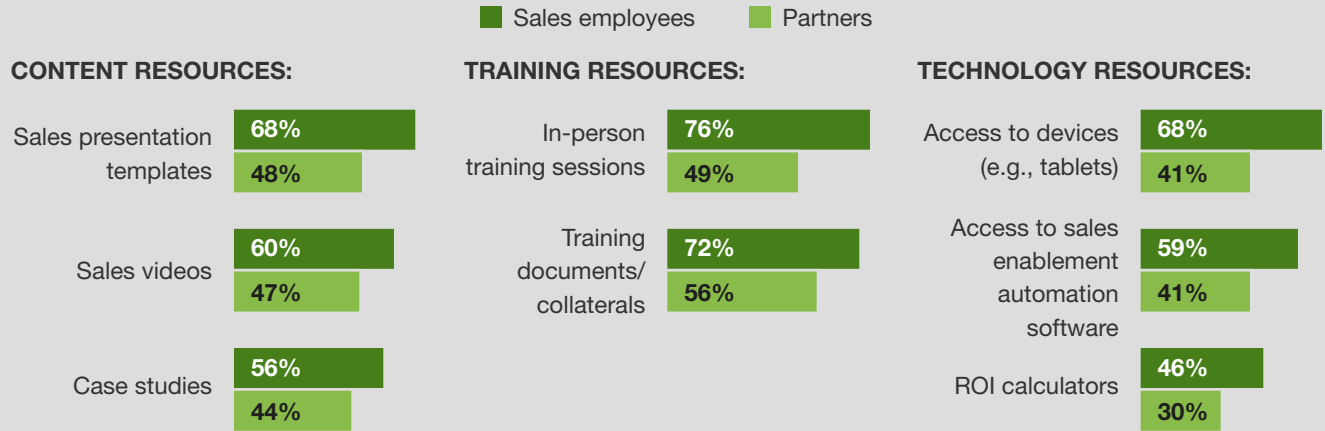 Sales employees
Partners
CONTENT RESOURCES:
Sales presentation
templates
68%
48%
Sales videos
60%
47%
Case studies
56%
44%
TRAINING RESOURCES:
In-person
training sessions
76%
49%
Training
documents/
collaterals
72%
56%
TECHNOLOGY RESOURCES:
Access to devices
(e.g., tablets)
68%
41%
Access to sales
enablement
automation
software
59%
41%
ROI calculators
46%
30%